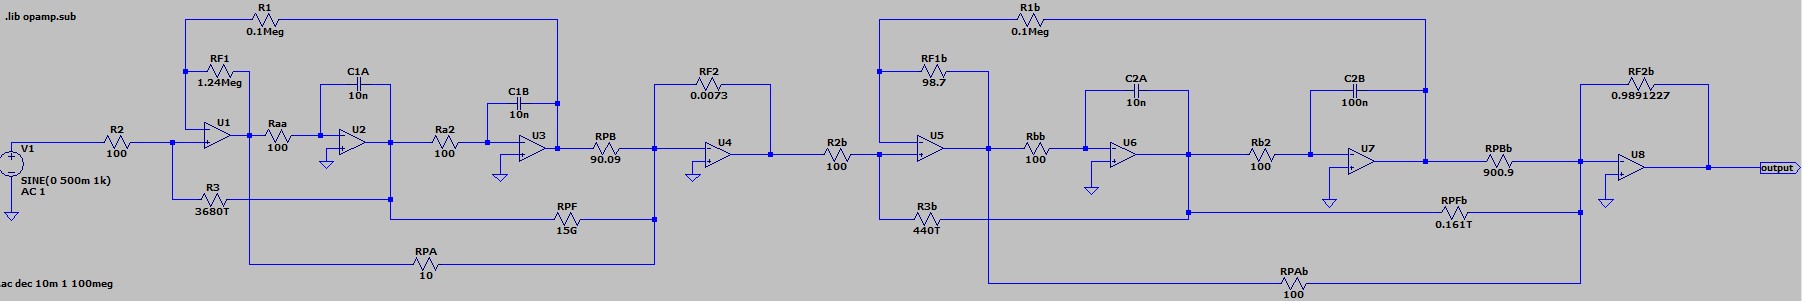 .lib opamp.sub
R1
0.1Meg
R1b
0.1Meg
RF1
1.24Meg
C1A
10n
C1B
10n
RF2
0.0073
RF1b
98.7
C2A
10n
C2B
100n
RF2b
0.9891227
V1
SINE(0 500m 1k)
AC 1
R2
100
U1
Raa
100
U2
Ra2
100
U3
RPB
90.09
U4
R2b
100
U5
Rbb
100
U6
Rb2
100
U7
RPBb
900.9
U8
output
R3
3680T
RPF
15G
R3b
440T
RPFb
0.161T
RPA
10
RPAb
100
.ac dec 10m 1 100meg